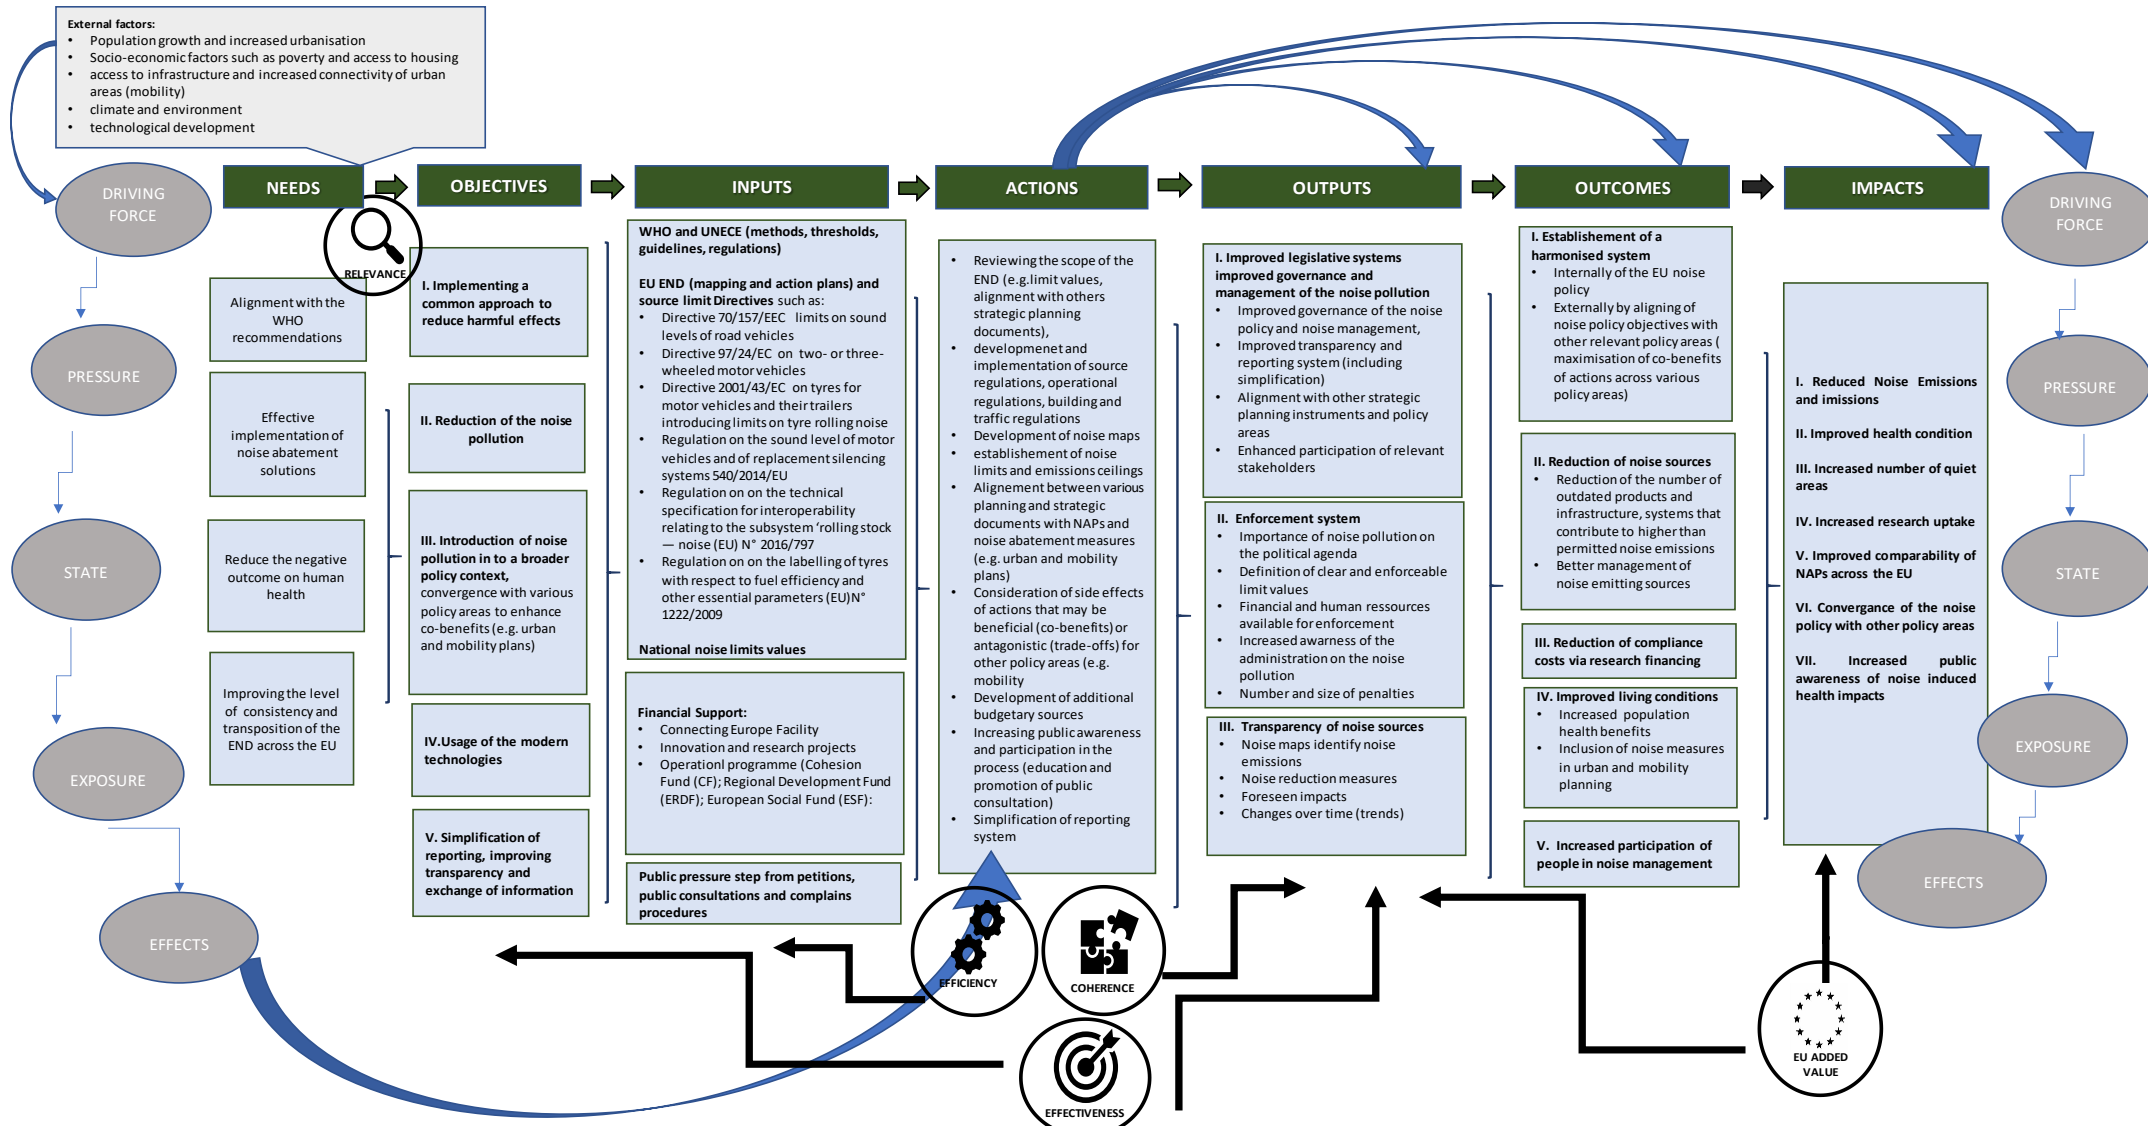 External factors:
• Population growth and increased urbanisation
• Socio-economic factors such as poverty and access to housing
• access to infrastructure and increased connectivity of urban
areas (mobility)
• climate and environment
• technological development
DRIVING
FORCE
PRESSURE
STATE
EXPOSURE
EFFECTS
NEEDS
RELEVANCE
Alignment with the
WHO
recommendations
Effective
implementation of
noise abatement
solutions
Reduce the negative
outcome on human
health
Improving the level
of consistency and
transposition of the
END across the EU
OBJECTIVES
I. Implementing a
common approach to
reduce harmful effects
II. Reduction of the noise
pollution
III. Introduction of noise
pollution in to a broader
policy context,
convergence with various
policy areas to enhance
co-benefits (e.g. urban
and mobility plans)
IV.Usage of the modern
technologies
V. Simplification of
reporting, improving
transparency and
exchange of information
INPUTS
WHO and UNECE (methods, thresholds,
guidelines, regulations)
EU END (mapping and action plans) and
source limit Directives such as:
• Directive 70/157/EEC limits on sound
levels of road vehicles
• Directive 97/24/EC on two- or three-
wheeled motor vehicles
• Directive 2001/43/EC on tyres for
motor vehicles and their trailers
introducing limits on tyre rolling noise
• Regulation on the sound level of motor
vehicles and of replacement silencing
systems 540/2014/EU
• Regulation on on the technical
specification for interoperability
relating to the subsystem ‘rolling stock
— noise (EU) N° 2016/797
• Regulation on on the labelling of tyres
with respect to fuel efficiency and
other essential parameters (EU)N°
1222/2009
National noise limits values
Financial Support:
• Connecting Europe Facility
• Innovation and research projects
• Operationl programme (Cohesion
Fund (CF); Regional Development Fund
(ERDF); European Social Fund (ESF):
Public pressure step from petitions,
public consultations and complains
procedures
ACTIONS
• Reviewing the scope of the
END (e.g.limit values,
alignment with others
strategic planning
documents),
• developmenet and
implementation of source
regulations, operational
regulations, building and
traffic regulations
• Development of noise maps
• establishement of noise
limits and emissions ceilings
• Alignement between various
planning and strategic
documents with NAPs and
noise abatement measures
(e.g. urban and mobility
plans)
• Consideration of side effects
of actions that may be
beneficial (co-benefits) or
antagonistic (trade-offs) for
other policy areas (e.g.
mobility
• Development of additional
budgetary sources
• Increasing public awareness
and participation in the
process (education and
promotion of public
consultation)
• Simplification of reporting
system
EFFICIENCY
COHERENCE
EFFECTIVENESS
OUTPUTS
I. Improved legislative systems
improved governance and
management of the noise pollution
• Improved governance of the noise
policy and noise management,
• Improved transparency and
reporting system (including
simplification)
• Alignment with other strategic
planning instruments and policy
areas
• Enhanced participation of relevant
stakeholders
II. Enforcement system
• Importance of noise pollution on
the political agenda
• Definition of clear and enforceable
limit values
• Financial and human ressources
available for enforcement
• Increased awarness of the
administration on the noise
pollution
• Number and size of penalties
III. Transparency of noise sources
• Noise maps identify noise
emissions
• Noise reduction measures
• Foreseen impacts
• Changes over time (trends)
OUTCOMES
I. Establishement of a
harmonised system
• Internally of the EU noise
policy
• Externally by aligning of
noise policy objectives with
other relevant policy areas (
maximisation of co-benefits
of actions across various
policy areas)
II. Reduction of noise sources
• Reduction of the number of
outdated products and
infrastructure, systems that
contribute to higher than
permitted noise emissions
• Better management of
noise emitting sources
III. Reduction of compliance
costs via research financing
IV. Improved living conditions
• Increased population
health benefits
• Inclusion of noise measures
in urban and mobility
planning
V. Increased participation of
people in noise management
IMPACTS
I. Reduced Noise Emissions
and imissions
II. Improved health condition
III. Increased number of quiet
areas
IV. Increased research uptake
V. Improved comparability of
NAPs across the EU
VI. Convergance of the noise
policy with other policy areas
VII. Increased public
awareness of noise induced
health impacts
EU ADDED
VALUE
DRIVING
FORCE
PRESSURE
STATE
EXPOSURE
EFFECTS